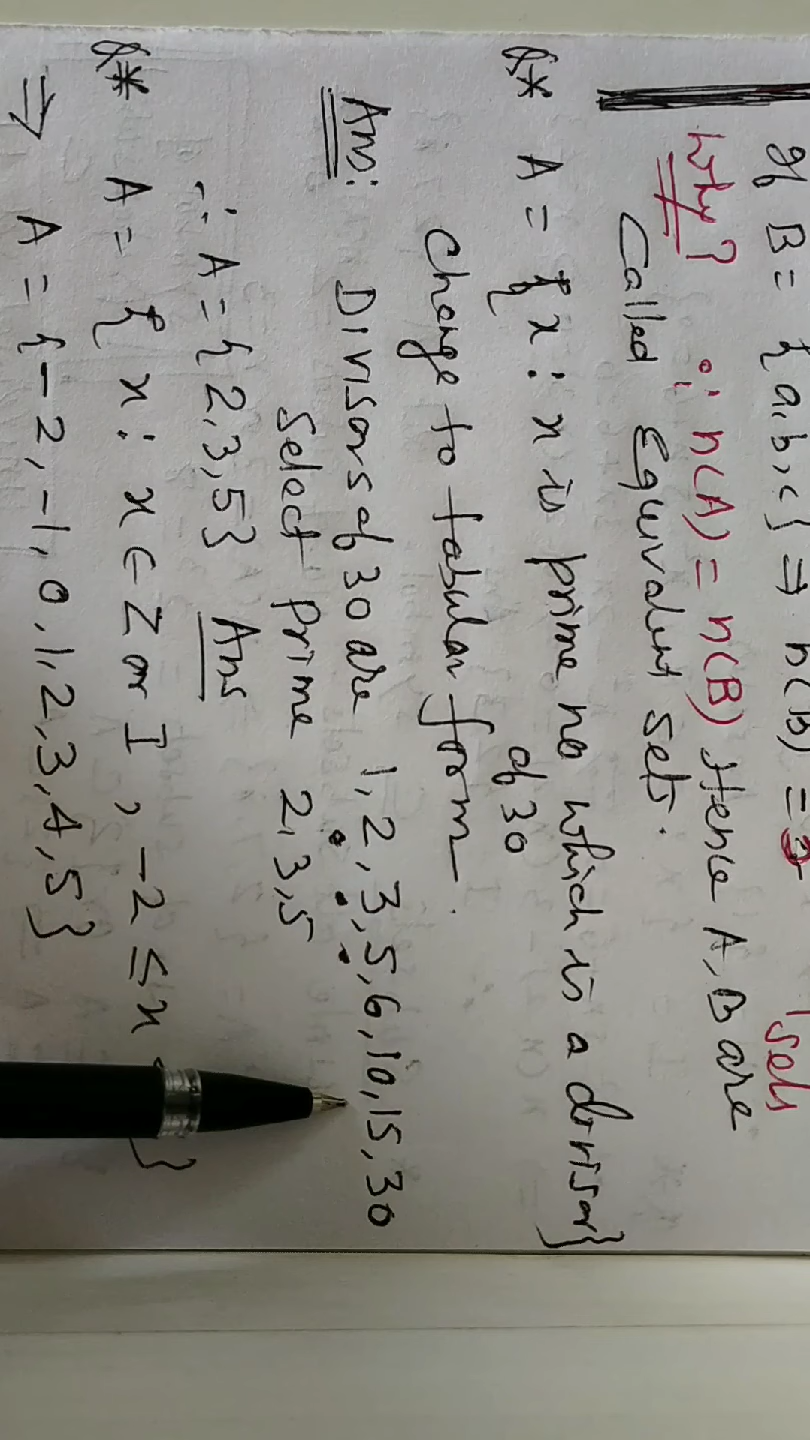 If B = {a,b,c} ⇒ n(B) = 3 sets
Why? ∵ n(A) = n(B) Hence A,B are
Called Equivalent Sets.
Q* A = {x : x is prime no which is a divisor}
of 30
Change to tabular form.
Ans: Divisors of 30 are 1,2,3,5,6,10,15,30
Select Prime 2,3,5
∴ A = {2,3,5} Ans
Q* A = {x : x ∈ Z or I, -2 ≤ x }
⇒ A = {-2,-1,0,1,2,3,4,5}